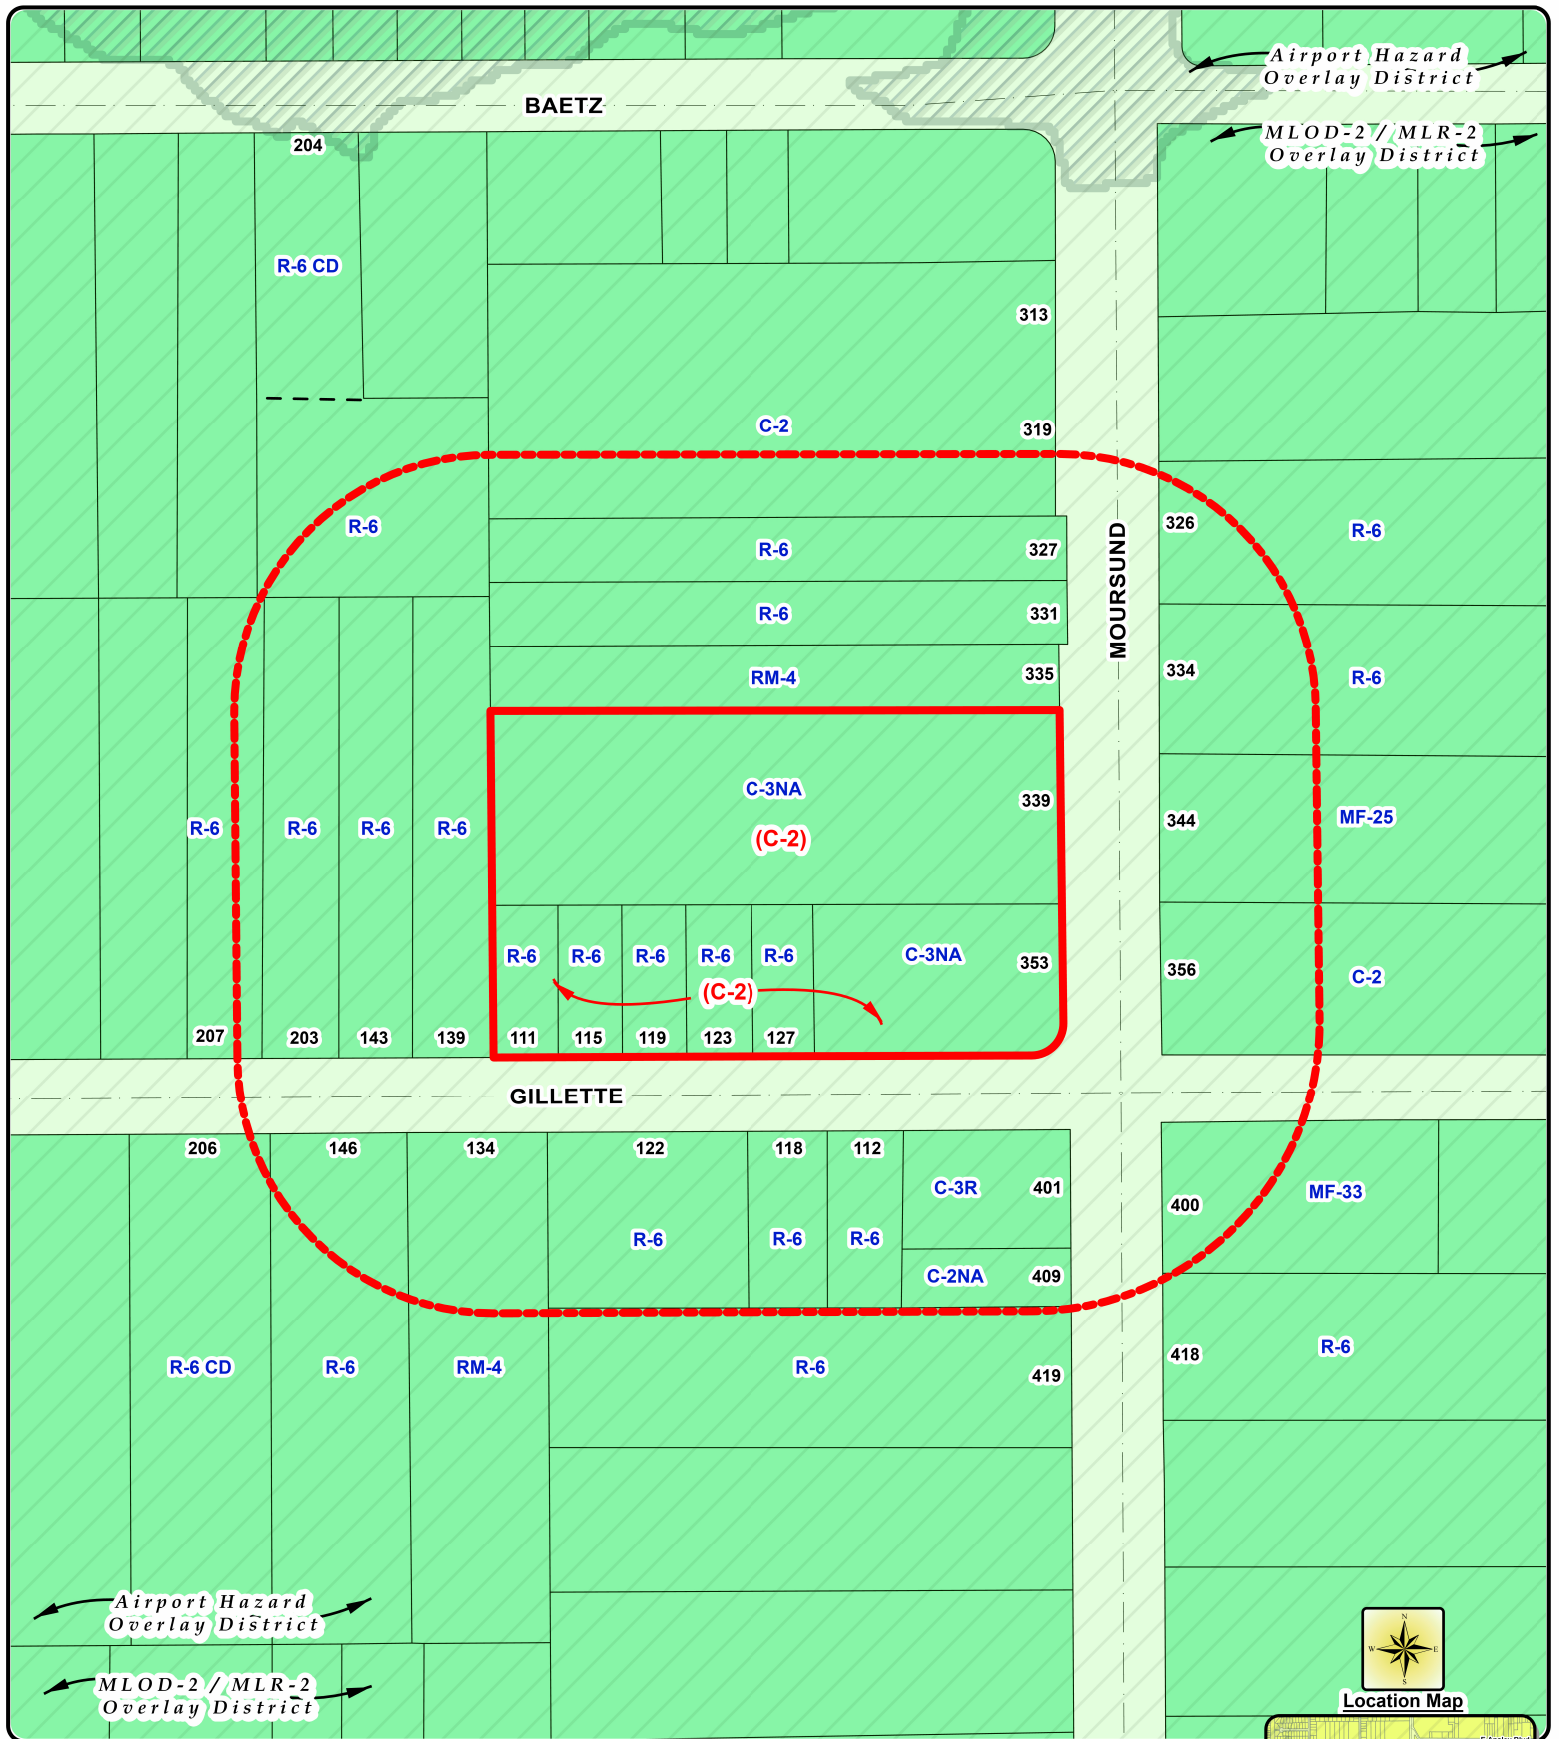 Airport Hazard
Overlay District
BAETZ
MLOD-2 / MLR-2
Overlay District
204
R-6 CD
313
C-2
319
R-6
326
R-6
R-6
327
R-6
331
MOURSUND
RM-4
335
334
R-6
C-3NA
339
(C-2)
344
MF-25
R-6
R-6
R-6
R-6
R-6
R-6
R-6
R-6
R-6
C-3NA
353
356
C-2
(C-2)
207
203
143
139
111
115
119
123
127
GILLETTE
206
146
134
122
118
112
C-3R
401
400
MF-33
R-6
R-6
R-6
C-2NA
409
R-6 CD
R-6
RM-4
R-6
419
418
R-6
Airport Hazard
Overlay District
MLOD-2 / MLR-2
Overlay District
N
W
E
S
Location Map